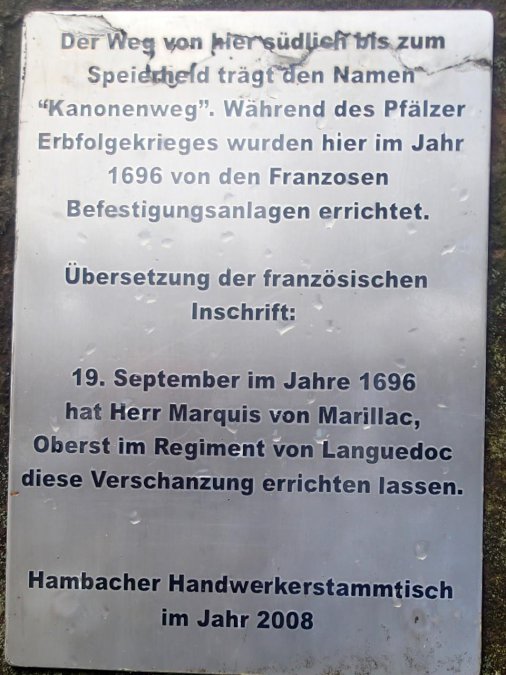 Der Weg von hier südlich bis zum
Speierheld trägt den Namen
“Kanonenweg”. Während des Pfälzer
Erbfolgekrieges wurden hier im Jahr
1696 von den Franzosen
Befestigungsanlagen errichtet.
Übersetzung der französischen
Inschrift:
19. September im Jahre 1696
hat Herr Marquis von Marillac,
Oberst im Regiment von Languedoc
diese Verschanzung errichten lassen.
Hambacher Handwerkerstammtisch
im Jahr 2008